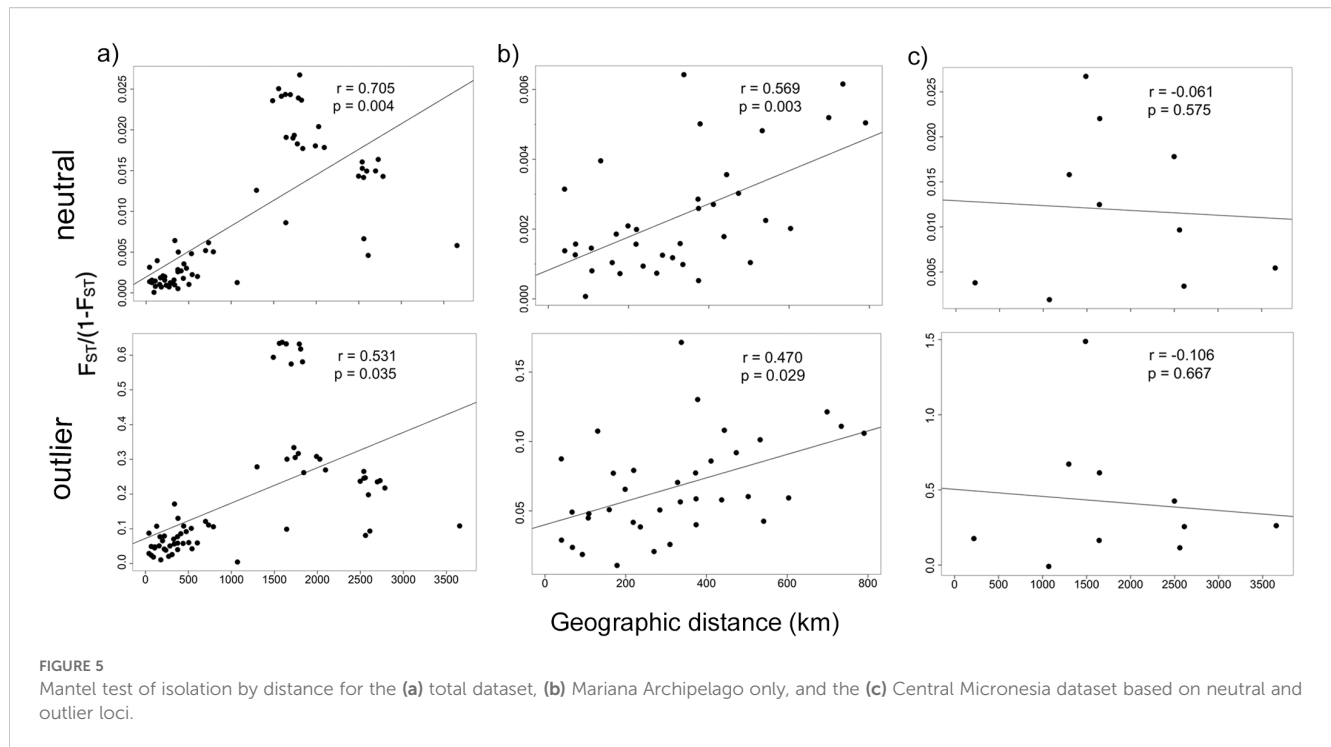 a)
b)
c)
neutral
outlier
FST/(1-FST)
0.000 0.005 0.010 0.015 0.020 0.025
r = 0.705
p = 0.004
0.000 0.002 0.004 0.006
r = 0.569
p = 0.003
0.005 0.010 0.015 0.020 0.025
r = -0.061
p = 0.575
0.0 0.1 0.2 0.3 0.4 0.5 0.6
r = 0.531
p = 0.035
0 500 1000 1500 2000 2500 3000 3500
0.05 0.10 0.15
r = 0.470
p = 0.029
0 200 400 600 800
0.0 0.5 1.0 1.5
r = -0.106
p = 0.667
0 500 1000 1500 2000 2500 3000 3500
Geographic distance (km)
FIGURE 5
Mantel test of isolation by distance for the (a) total dataset, (b) Mariana Archipelago only, and the (c) Central Micronesia dataset based on neutral and
outlier loci.